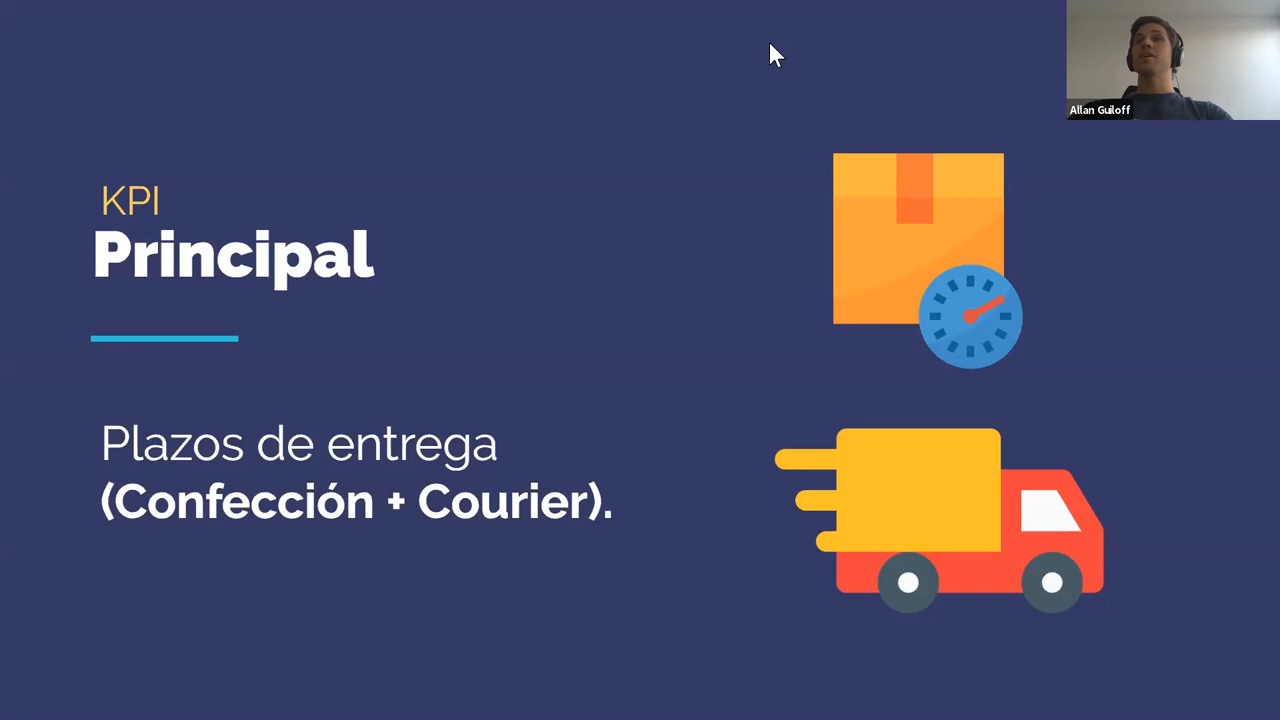 Allan Guiloff
KPI
Principal
Plazos de entrega
(Confección + Courier).